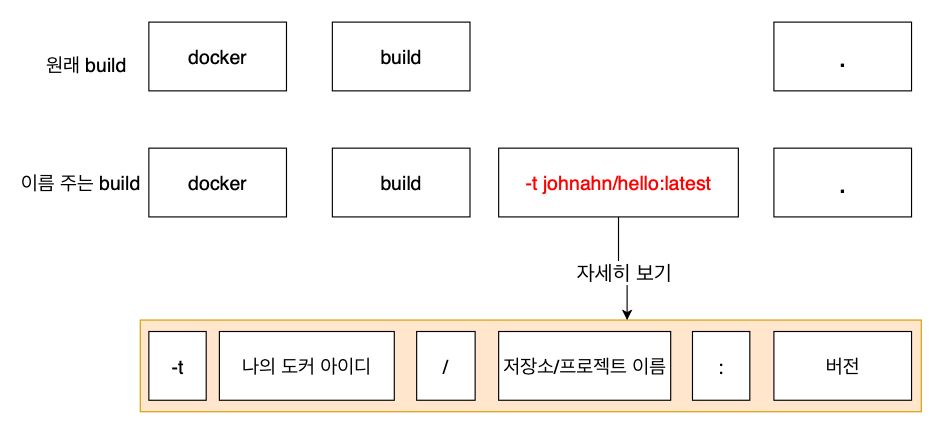 원래 build docker build .
이름 주는 build docker build -t johnahn/hello:latest .
자세히 보기
-t 나의 도커 아이디 / 저장소/프로젝트 이름 : 버전